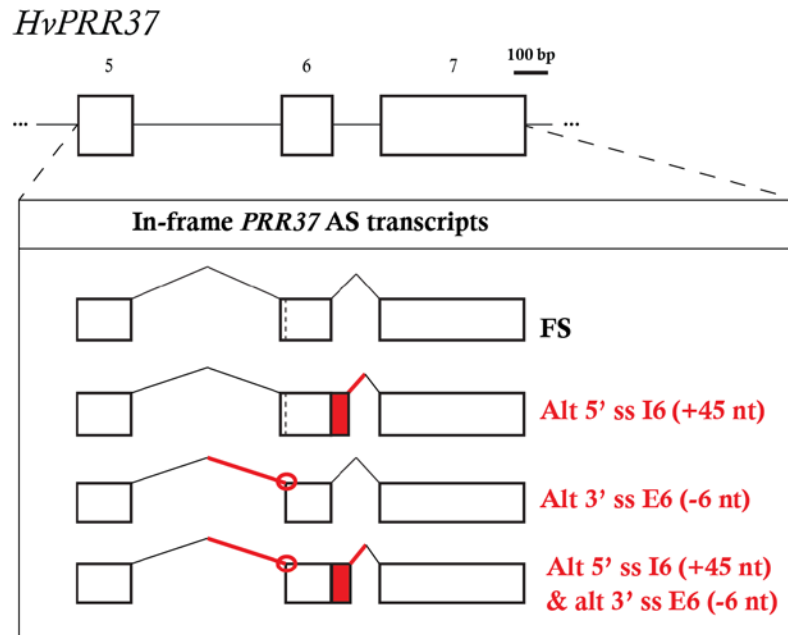 HvPRR37
5 6 7 100 bp
... ...
In-frame PRR37 AS transcripts
FS
Alt 5’ ss I6 (+45 nt)
Alt 3’ ss E6 (-6 nt)
Alt 5’ ss I6 (+45 nt)
& alt 3’ ss E6 (-6 nt)